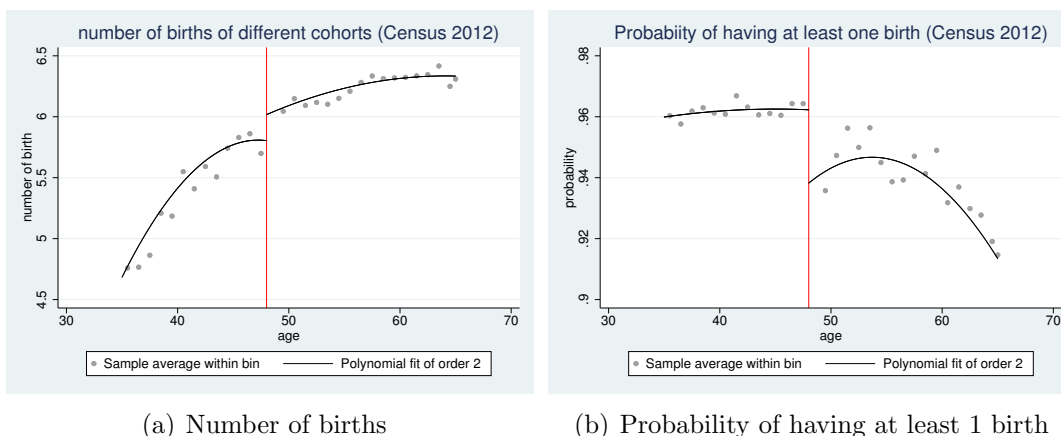 number of births of different cohorts (Census 2012)
6.5
6
5.5
5
4.5
number of birth
30 40 50 60 70
age
Sample average within bin Polynomial fit of order 2
(a) Number of births
Probabiity of having at least one birth (Census 2012)
.98
.96
.94
.92
.9
probability
30 40 50 60 70
age
Sample average within bin Polynomial fit of order 2
(b) Probability of having at least 1 birth